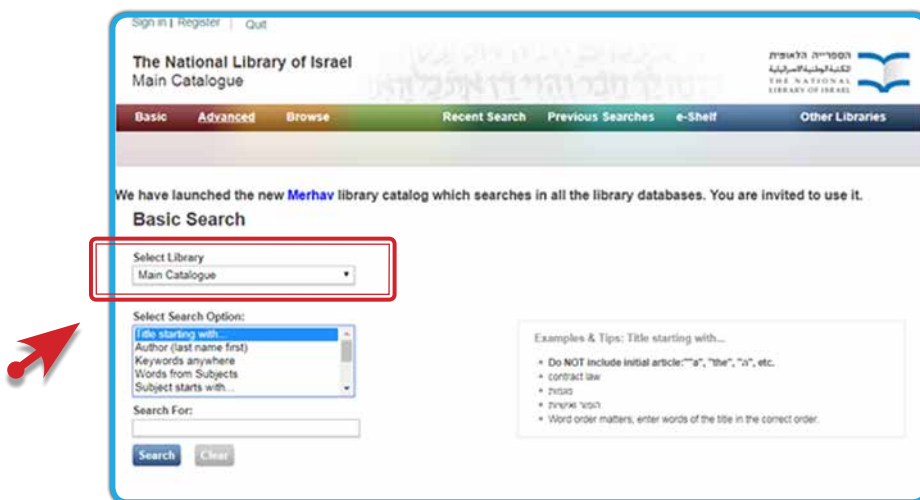 Sign in | Register | Quit
The National Library of Israel
Main Catalogue
הספרייה הלאומית
THE NATIONAL
LIBRARY OF ISRAEL
Basic Advanced Browse Recent Search Previous Searches e-Shelf Other Libraries
We have launched the new Merhav library catalog which searches in all the library databases. You are invited to use it.
Basic Search
Select Library
Main Catalogue
Select Search Option:
Title starting with...
Author (last name first)
Keywords anywhere
Words from Subjects
Subject starts with...
Search For:
Search Clear
Examples & Tips: Title starting with...
Do NOT include initial article:""a", "the", "ה", etc.
contract law
Word order matters; enter words of the title in the correct order.